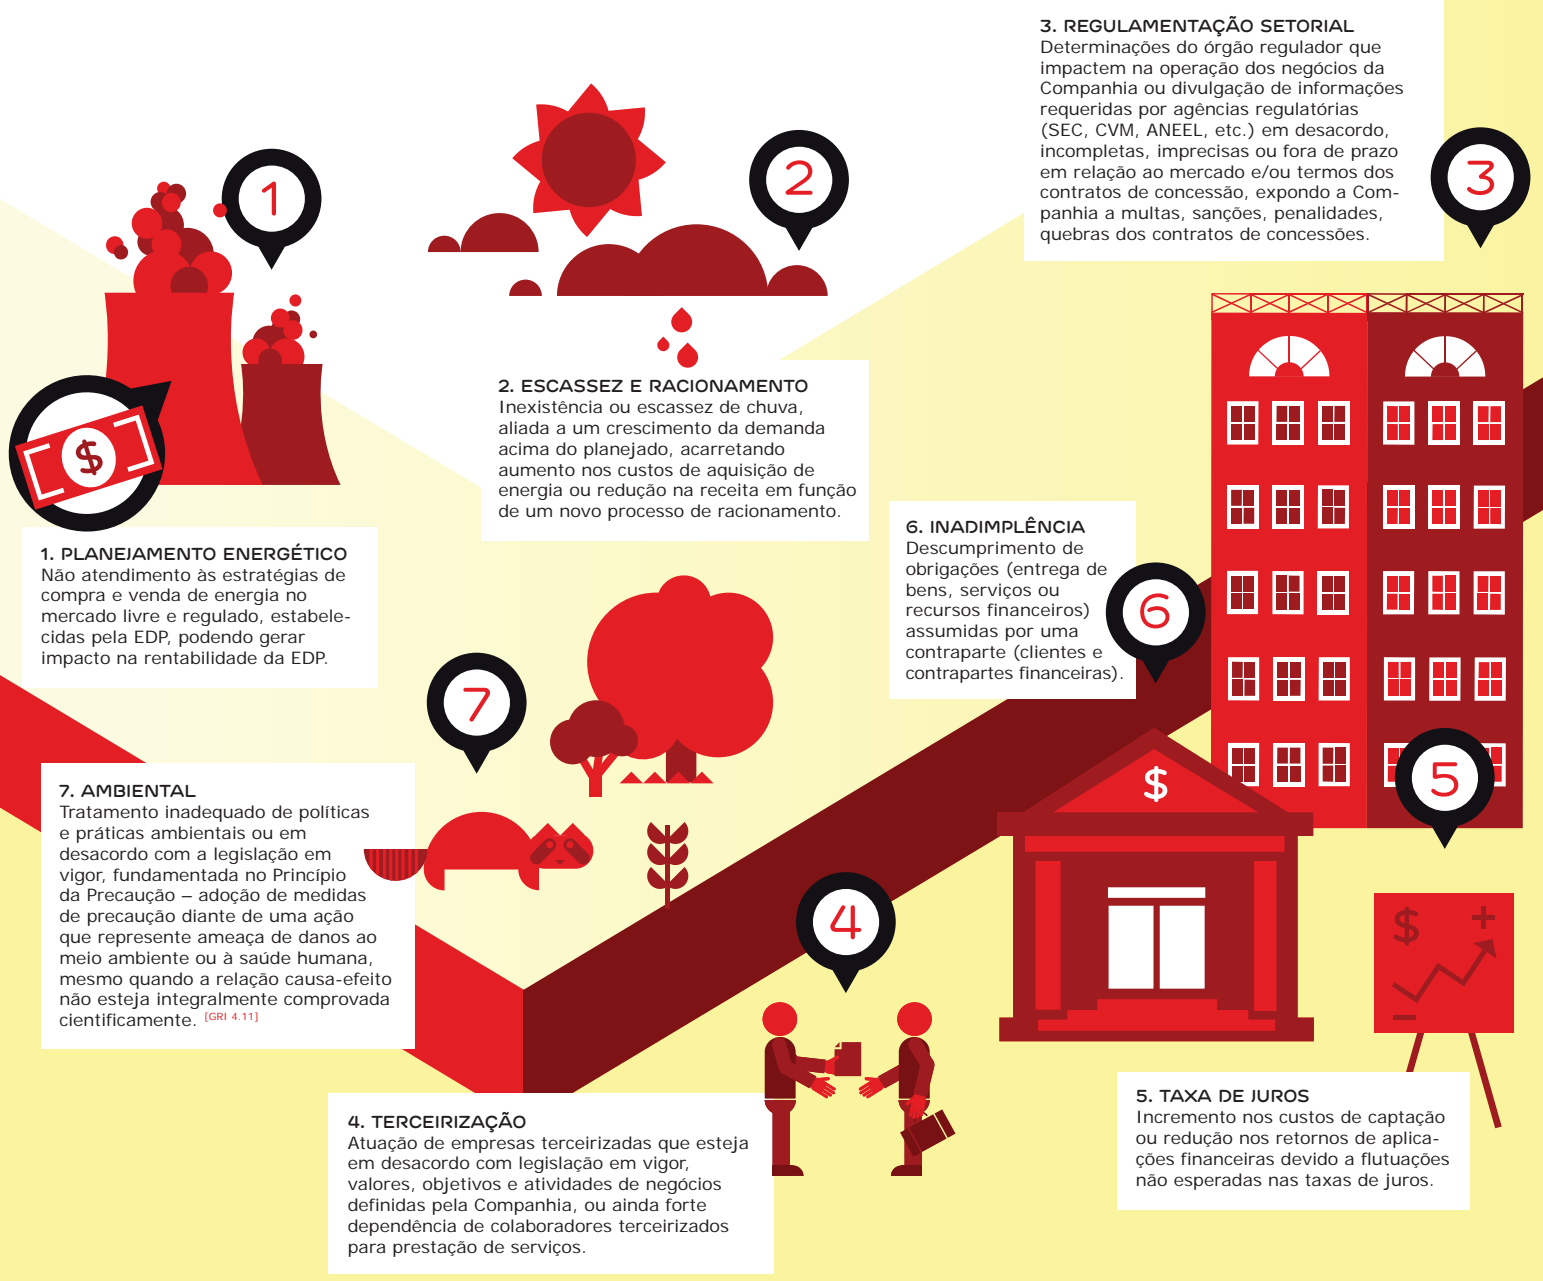 1
$
1. PLANEJAMENTO ENERGÉTICO
Não atendimento às estratégias de
compra e venda de energia no
mercado livre e regulado, estabele-
cidas pela EDP, podendo gerar
impacto na rentabilidade da EDP.
2
2. ESCASSEZ E RACIONAMENTO
Inexistência ou escassez de chuva,
aliada a um crescimento da demanda
acima do planejado, acarretando
aumento nos custos de aquisição de
energia ou redução na receita em função
de um novo processo de racionamento.
3. REGULAMENTAÇÃO SETORIAL
Determinações do órgão regulador que
impactem na operação dos negócios da
Companhia ou divulgação de informações
requeridas por agências regulatórias
(SEC, CVM, ANEEL, etc.) em desacordo,
incompletas, imprecisas ou fora de prazo
em relação ao mercado e/ou termos dos
contratos de concessão, expondo a Com-
panhia a multas, sanções, penalidades,
quebras dos contratos de concessões.
3
4
4. TERCEIRIZAÇÃO
Atuação de empresas terceirizadas que esteja
em desacordo com legislação em vigor,
valores, objetivos e atividades de negócios
definidas pela Companhia, ou ainda forte
dependência de colaboradores terceirizados
para prestação de serviços.
5
$ +
−
5. TAXA DE JUROS
Incremento nos custos de captação
ou redução nos retornos de aplica-
ções financeiras devido a flutuações
não esperadas nas taxas de juros.
6. INADIMPLÊNCIA
Descumprimento de
obrigações (entrega de
bens, serviços ou
recursos financeiros)
assumidas por uma
contraparte (clientes e
contrapartes financeiras).
6
$
7
7. AMBIENTAL
Tratamento inadequado de políticas
e práticas ambientais ou em
desacordo com a legislação em
vigor, fundamentada no Princípio
da Precaução – adoção de medidas
de precaução diante de uma ação
que represente ameaça de danos ao
meio ambiente ou à saúde humana,
mesmo quando a relação causa-efeito
não esteja integralmente comprovada
cientificamente. [GRI 4.11]